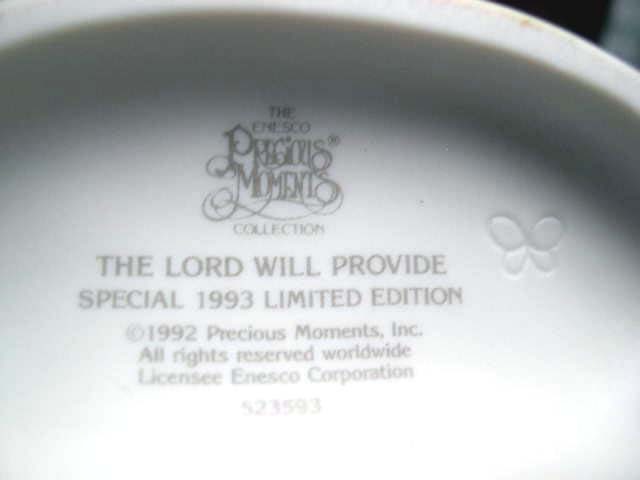 THE
ENESCO
PRECIOUS®
MOMENTS
COLLECTION
THE LORD WILL PROVIDE
SPECIAL 1993 LIMITED EDITION
©1992 Precious Moments, Inc.
All rights reserved worldwide
Licensee Enesco Corporation
523593